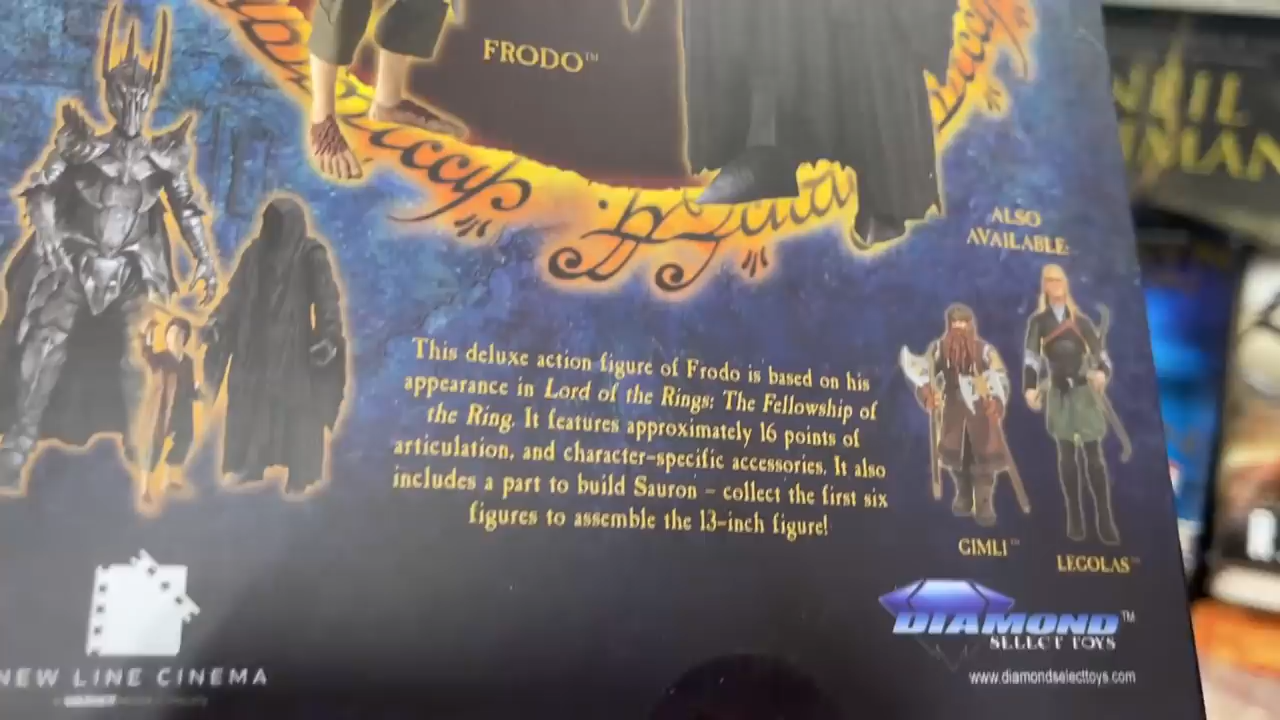 FRODO™
ALSO
AVAILABLE:
This deluxe action figure of Frodo is based on his
appearance in Lord of the Rings: The Fellowship of
the Ring. It features approximately 16 points of
articulation, and character-specific accessories. It also
includes a part to build Sauron – collect the first six
figures to assemble the 13-inch figure!
GIMLI™
LEGOLAS™
DIAMOND™
SELECT TOYS
www.diamondselecttoys.com
NEW LINE CINEMA